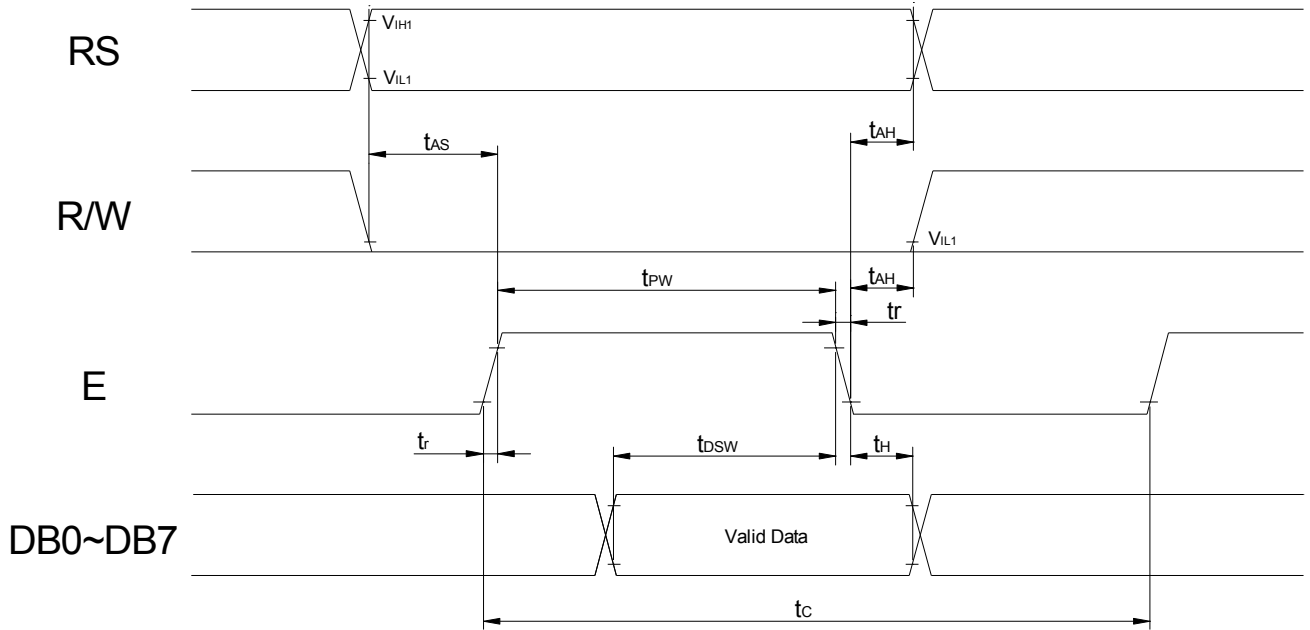 RS
VIH1
VIL1
tAS
tAH
R/W
VIL1
tPW
tAH
tr
E
tr
tDSW
tH
DB0~DB7
Valid Data
tC